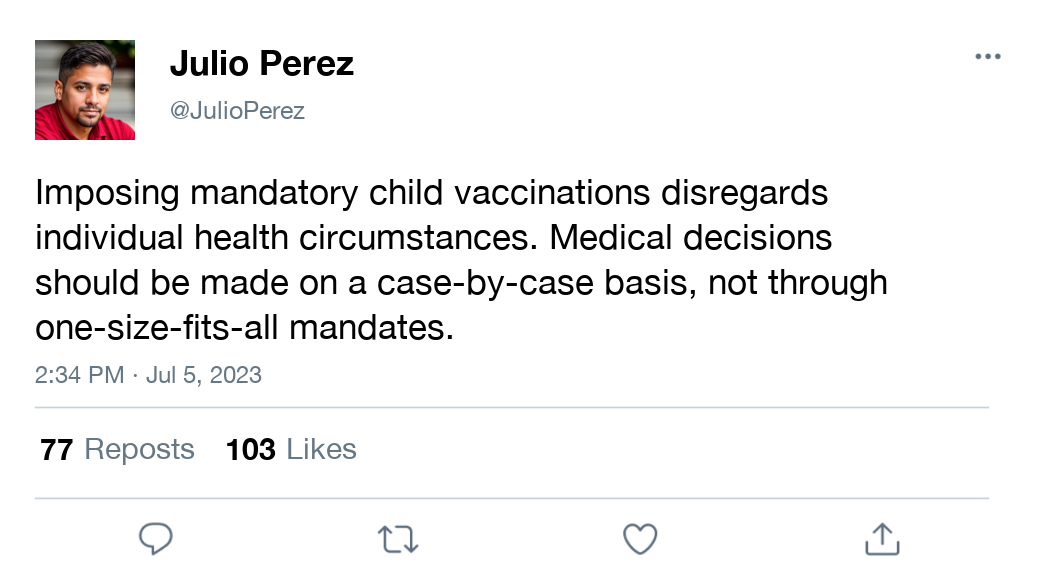 Julio Perez
@JulioPerez
Imposing mandatory child vaccinations disregards
individual health circumstances. Medical decisions
should be made on a case-by-case basis, not through
one-size-fits-all mandates.
2:34 PM · Jul 5, 2023
77 Reposts 103 Likes